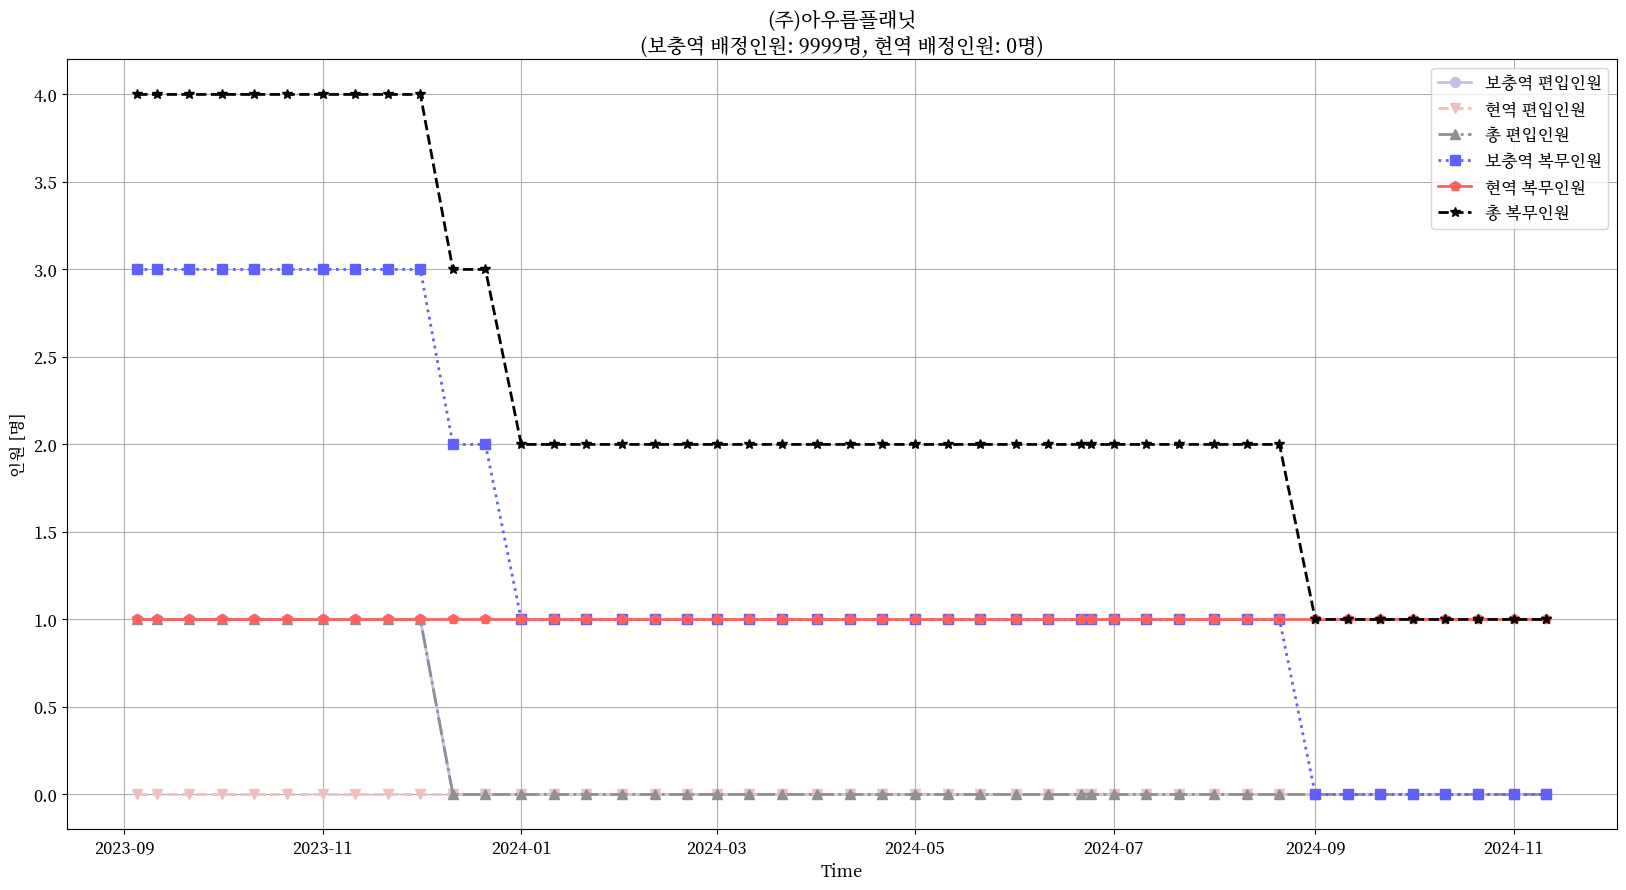 (주)아우름플래닛
(보충역 배정인원: 9999명, 현역 배정인원: 0명)
보충역 편입인원
현역 편입인원
총 편입인원
보충역 복무인원
현역 복무인원
총 복무인원
4.0
3.5
3.0
2.5
2.0
1.5
1.0
0.5
0.0
인원 [명]
2023-09
2023-11
2024-01
2024-03
2024-05
2024-07
2024-09
2024-11
Time